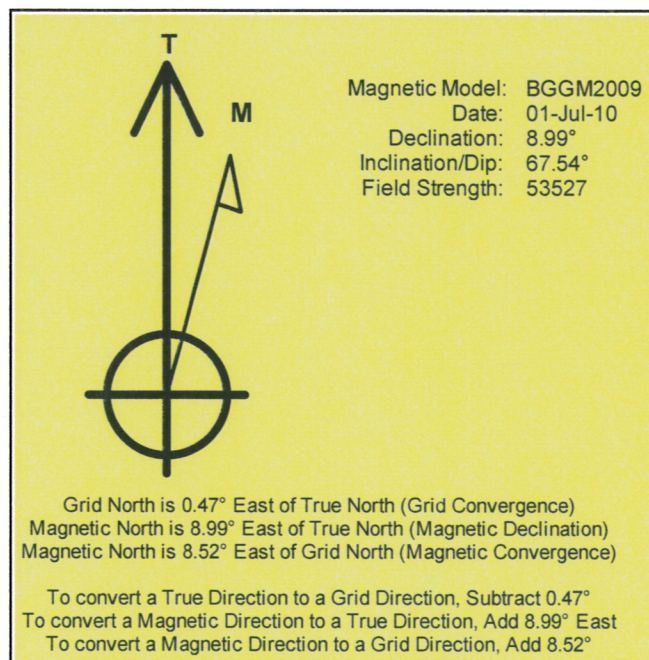 T
M
Magnetic Model: BGGM2009
Date: 01-Jul-10
Declination: 8.99°
Inclination/Dip: 67.54°
Field Strength: 53527
Grid North is 0.47° East of True North (Grid Convergence)
Magnetic North is 8.99° East of True North (Magnetic Declination)
Magnetic North is 8.52° East of Grid North (Magnetic Convergence)
To convert a True Direction to a Grid Direction, Subtract 0.47°
To convert a Magnetic Direction to a True Direction, Add 8.99° East
To convert a Magnetic Direction to a Grid Direction, Add 8.52°